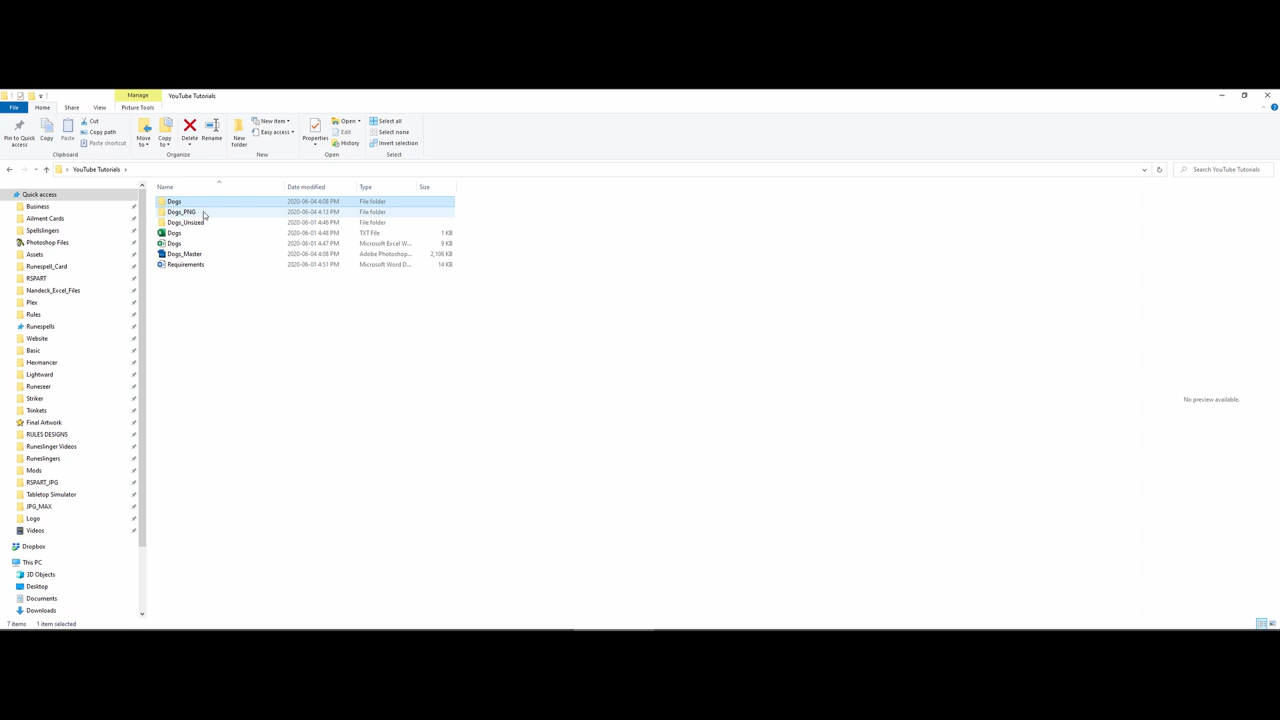 Manage YouTube Tutorials
File Home Share View Picture Tools
Pin to Quick access
Copy
Paste
Cut
Copy path
Paste shortcut
Clipboard
Move to
Copy to
Delete
Rename
Organize
New folder
New item
Easy access
New
Properties
Open
Edit
History
Open
Select all
Select none
Invert selection
Select
YouTube Tutorials
Search YouTube Tutorials
Name Date modified Type Size
Dogs 2020-06-04 4:08 PM File folder
Dogs_PNG 2020-06-04 4:13 PM File folder
Dogs_Unsized 2020-06-01 4:46 PM File folder
Dogs 2020-06-01 4:48 PM TXT File 1 KB
Dogs 2020-06-01 4:47 PM Microsoft Excel W... 9 KB
Dogs_Master 2020-06-04 4:08 PM Adobe Photoshop... 2,106 KB
Requirements 2020-06-01 4:51 PM Microsoft Word D... 14 KB
Quick access
Business
Ailment Cards
Spellslingers
Photoshop Files
Assets
Runespell_Card
RSPART
Nandeck_Excel_Files
Plex
Rules
Runespells
Website
Basic
Hexmancer
Lightward
Runeseer
Striker
Trinkets
Final Artwork
RULES DESIGNS
Runeslinger Videos
Runeslingers
Mods
RSPART_JPG
Tabletop Simulator
JPG_MAX
Logo
Videos
Dropbox
This PC
3D Objects
Desktop
Documents
Downloads
No preview available.
7 items 1 item selected